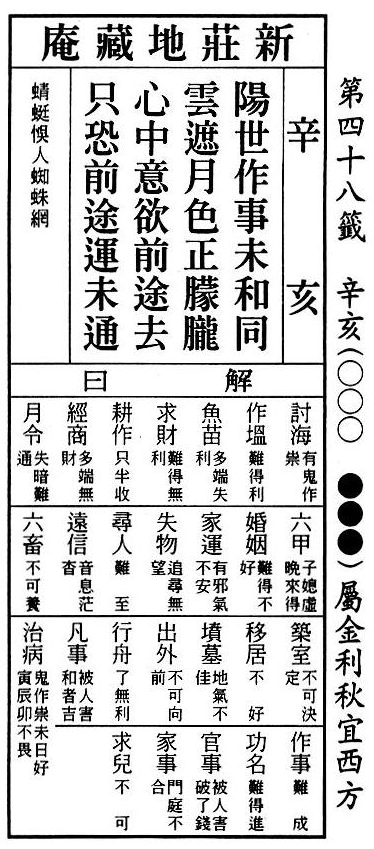 第四十八籤 辛亥(○○○ ●●●)屬金利秋宜西方
新莊地藏庵
辛亥
陽世作事未和同
雲遮月色正朦朧
心中意欲前途去
只恐前途運未通
蜻蜓悞人蜘蛛網
解曰
討海 有鬼作祟
作塭 難得利
魚苗 多端失利
求財 難得無利
耕作 只半收
經商 多端無財
月令 失暗難通
六甲 子媳虛晚來得
婚姻 難得不好
家運 有邪氣不安
失物 追尋無望
尋人 難至
遠信 音息茫杳
六畜 不可養
築室 不可決定
移居 不好
墳墓 地氣不佳
出外 不可向前
行舟 了無利
凡事 被人害和者吉
治病 鬼作祟未日好寅辰卯不畏
作事 難成
功名 難得進
官事 被人害破了錢
家事 門庭不合
求兒 不可